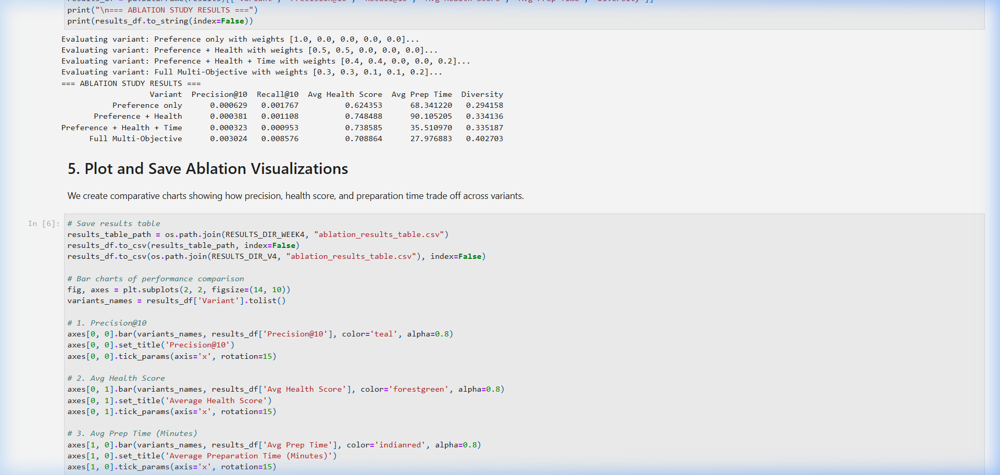 print("\n=== ABLATION STUDY RESULTS ===")
print(results_df.to_string(index=False))
Evaluating variant: Preference only with weights [1.0, 0.0, 0.0, 0.0, 0.0]...
Evaluating variant: Preference + Health with weights [0.5, 0.5, 0.0, 0.0, 0.0]...
Evaluating variant: Preference + Health + Time with weights [0.4, 0.4, 0.0, 0.0, 0.2]...
Evaluating variant: Full Multi-Objective with weights [0.3, 0.3, 0.1, 0.1, 0.2]...
=== ABLATION STUDY RESULTS ===
Variant Precision@10 Recall@10 Avg Health Score Avg Prep Time Diversity
Preference only 0.000629 0.001767 0.624353 68.341220 0.294158
Preference + Health 0.000381 0.001108 0.748488 90.105205 0.334136
Preference + Health + Time 0.000323 0.000953 0.738585 35.510970 0.335187
Full Multi-Objective 0.003024 0.008576 0.708864 27.976883 0.402703
5. Plot and Save Ablation Visualizations
We create comparative charts showing how precision, health score, and preparation time trade off across variants.
In [6]:
# Save results table
results_table_path = os.path.join(RESULTS_DIR_WEEK4, "ablation_results_table.csv")
results_df.to_csv(results_table_path, index=False)
results_df.to_csv(os.path.join(RESULTS_DIR_V4, "ablation_results_table.csv"), index=False)
# Bar charts of performance comparison
fig, axes = plt.subplots(2, 2, figsize=(14, 10))
variants_names = results_df['Variant'].tolist()
# 1. Precision@10
axes[0, 0].bar(variants_names, results_df['Precision@10'], color='teal', alpha=0.8)
axes[0, 0].set_title('Precision@10')
axes[0, 0].tick_params(axis='x', rotation=15)
# 2. Avg Health Score
axes[0, 1].bar(variants_names, results_df['Avg Health Score'], color='forestgreen', alpha=0.8)
axes[0, 1].set_title('Average Health Score')
axes[0, 1].tick_params(axis='x', rotation=15)
# 3. Avg Prep Time (Minutes)
axes[1, 0].bar(variants_names, results_df['Avg Prep Time'], color='indianred', alpha=0.8)
axes[1, 0].set_title('Average Preparation Time (Minutes)')
axes[1, 0].tick_params(axis='x', rotation=15)